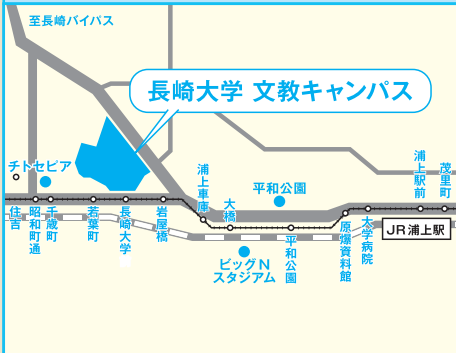 至長崎バイパス
長崎大学 文教キャンパス
チトセピア
平和公園
住吉
昭和町通
千歳町
若葉町
長崎大学
岩屋橋
浦上車庫
大橋
平和公園
原爆資料館
大学病院
浦上駅前
茂里町
JR浦上駅
ビッグN
スタジアム